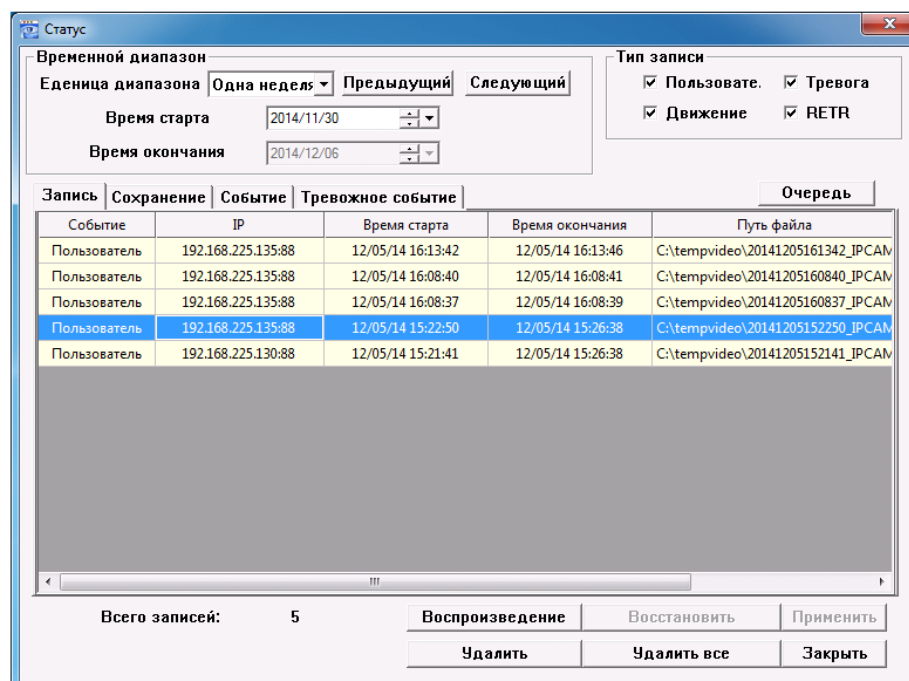 Статус
Временной диапазон
Тип записи
Еденица диапазона Одна неделя Предыдущий Следующий
Пользовате. Тревога
Время старта 2014/11/30
Движение RETR
Время окончания 2014/12/06
Запись Сохранение Событие Тревожное событие Очередь
Событие IP Время старта Время окончания Путь файла
Пользователь 192.168.225.135:88 12/05/14 16:13:42 12/05/14 16:13:46 C:\tempvideo\20141205161342_IPCAM
Пользователь 192.168.225.135:88 12/05/14 16:08:40 12/05/14 16:08:41 C:\tempvideo\20141205160840_IPCAM
Пользователь 192.168.225.135:88 12/05/14 16:08:37 12/05/14 16:08:39 C:\tempvideo\20141205160837_IPCAM
Пользователь 192.168.225.135:88 12/05/14 15:22:50 12/05/14 15:26:38 C:\tempvideo\20141205152250_IPCAM
Пользователь 192.168.225.130:88 12/05/14 15:21:41 12/05/14 15:26:38 C:\tempvideo\20141205152141_IPCAM
Всего записей: 5 Воспроизведение Восстановить Применить
Удалить Удалить все Закрыть